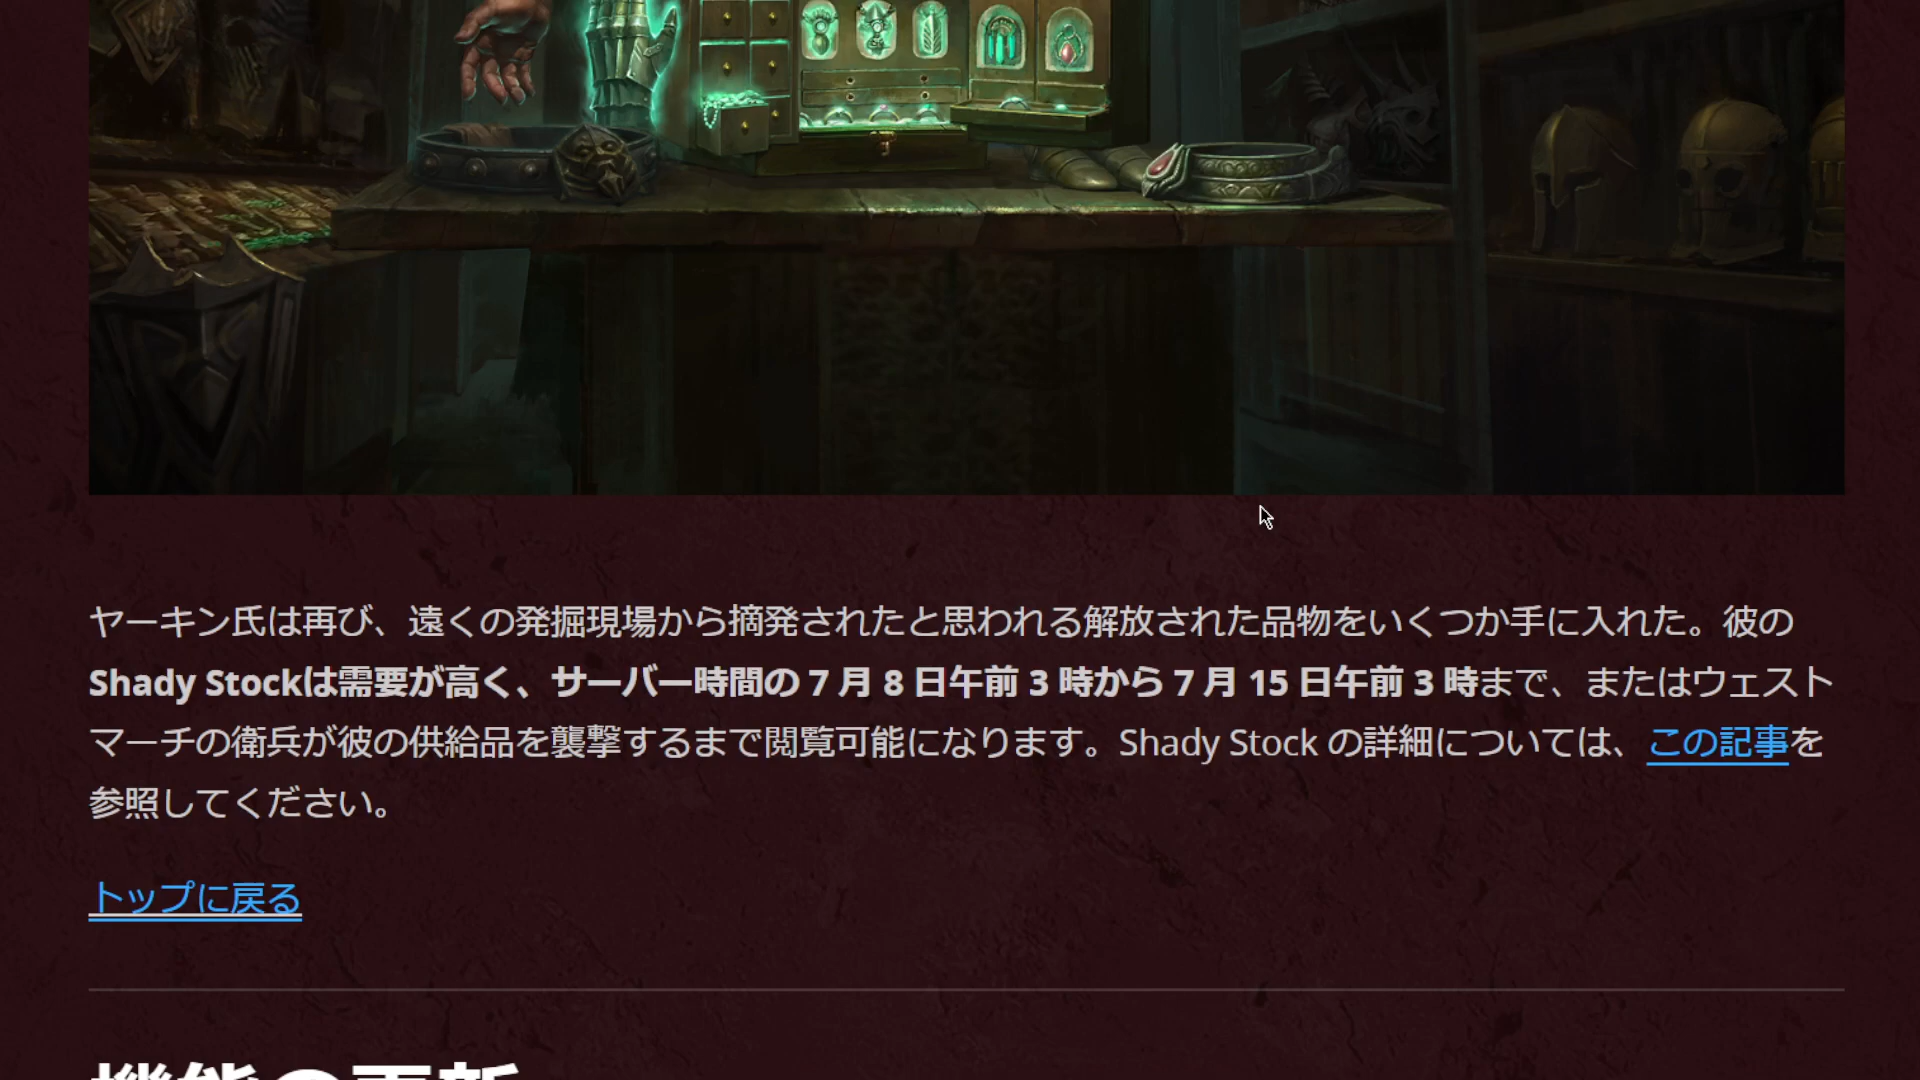 ヤーキン氏は再び、遠くの発掘現場から摘発されたと思われる解放された品物をいくつか手に入れた。彼の
Shady Stockは需要が高く、サーバー時間の 7 月 8 日午前 3 時から 7 月 15 日午前 3 時まで、またはウェスト
マーチの衛兵が彼の供給品を襲撃するまで閲覧可能になります。Shady Stock の詳細については、この記事を
参照してください。
トップに戻る
機能の更新